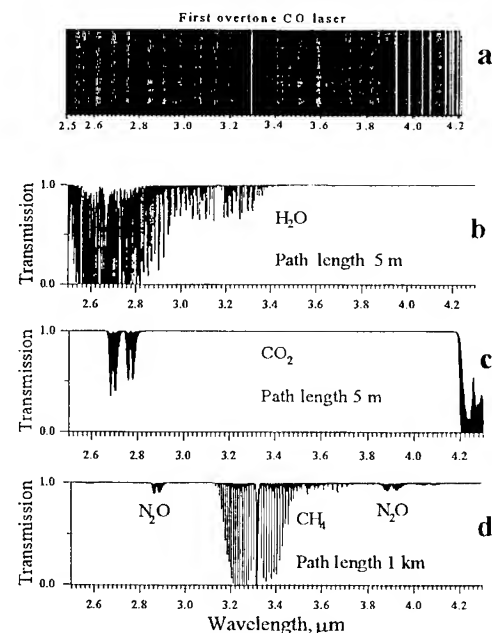 First overtone CO laser
a
2.5 2.6 2.8 3.0 3.2 3.4 3.6 3.8 4.0 4.2
Transmission
1.0
0.0
H₂O
Path length 5 m
b
2.6 2.8 3.0 3.2 3.4 3.6 3.8 4.0 4.2
Transmission
1.0
0.0
CO₂
Path length 5 m
c
2.6 2.8 3.0 3.2 3.4 3.6 3.8 4.0 4.2
Transmission
1.0
0.0
N₂O
CH₄
N₂O
Path length 1 km
d
2.6 2.8 3.0 3.2 3.4 3.6 3.8 4.0 4.2
Wavelength, μm